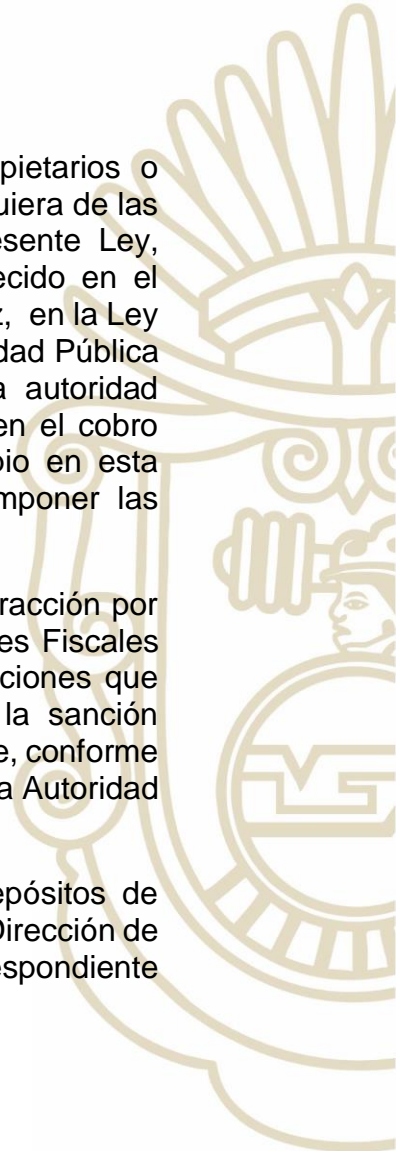 pietarios o
uiera de las
esente Ley,
ecido en el
z, en la Ley
dad Pública
a autoridad
en el cobro
pio en esta
mponer las
racción por
es Fiscales
ciones que
la sanción
e, conforme
a Autoridad
epósitos de
Dirección de
espondiente